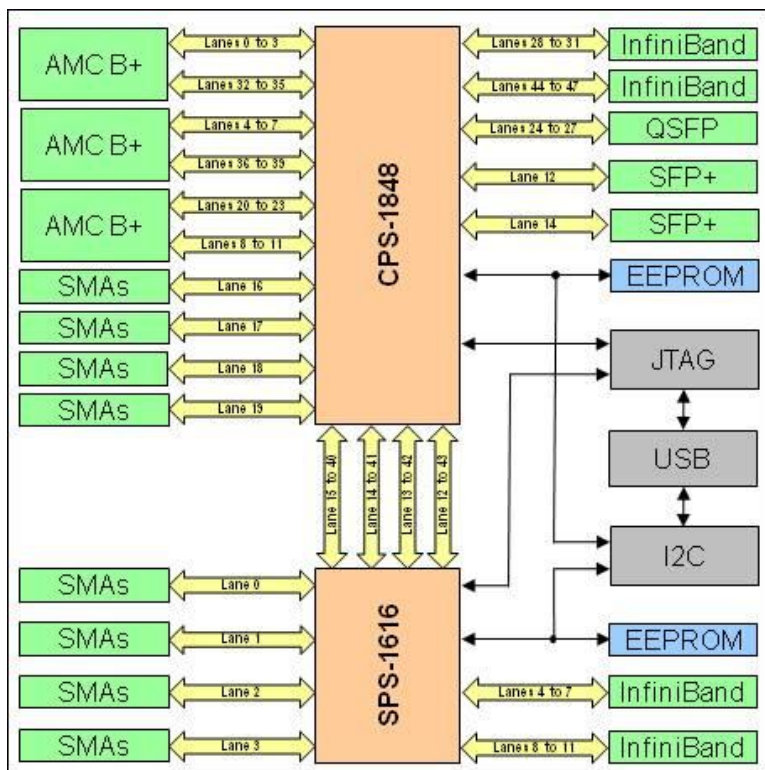 AMC B+
Lanes 0 to 3
Lanes 32 to 35
AMC B+
Lanes 4 to 7
Lanes 36 to 39
AMC B+
Lanes 20 to 23
Lanes 8 to 11
SMAs
Lane 16
SMAs
Lane 17
SMAs
Lane 18
SMAs
Lane 19
CPS-1848
Lanes 28 to 31
InfiniBand
Lanes 44 to 47
InfiniBand
Lanes 24 to 27
QSFP
Lane 12
SFP+
Lane 14
SFP+
EEPROM
JTAG
USB
I2C
Lane 15 to 40
Lane 14 to 41
Lane 13 to 42
Lane 12 to 43
SMAs
Lane 0
SMAs
Lane 1
SMAs
Lane 2
SMAs
Lane 3
SPS-1616
EEPROM
Lanes 4 to 7
InfiniBand
Lanes 8 to 11
InfiniBand